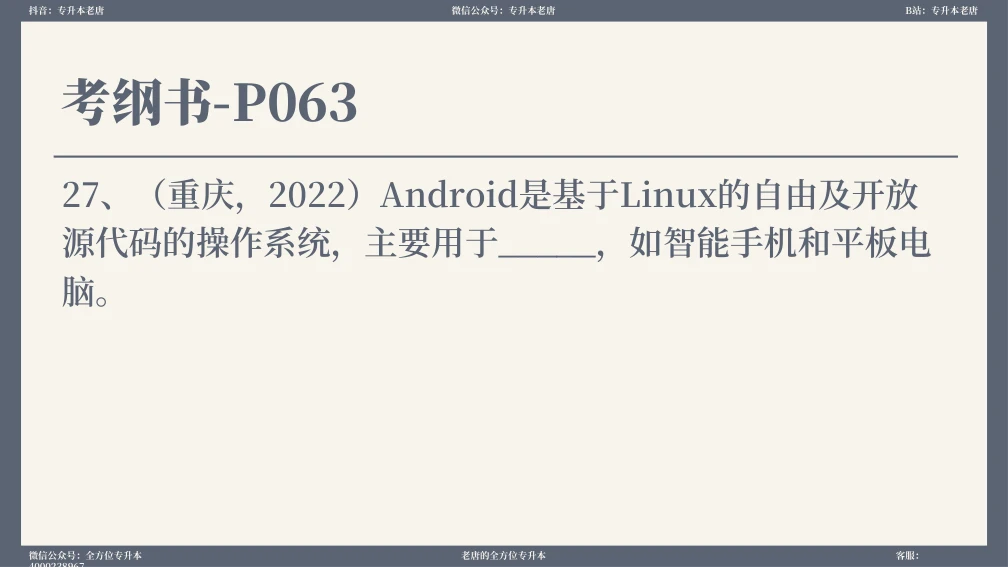 抖音：专升本老唐
微信公众号：专升本老唐
B站：专升本老唐
考纲书-P063
27、（重庆，2022）Android是基于Linux的自由及开放
源代码的操作系统，主要用于_____，如智能手机和平板电
脑。
微信公众号：全方位专升本
老唐的全方位专升本
客服：
4000238967